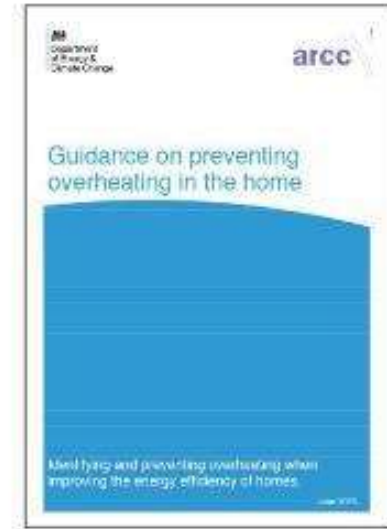 Department
of Energy &
Climate Change
arcc
Guidance on preventing
overheating in the home
Identifying and preventing overheating when
improving the energy efficiency of homes.